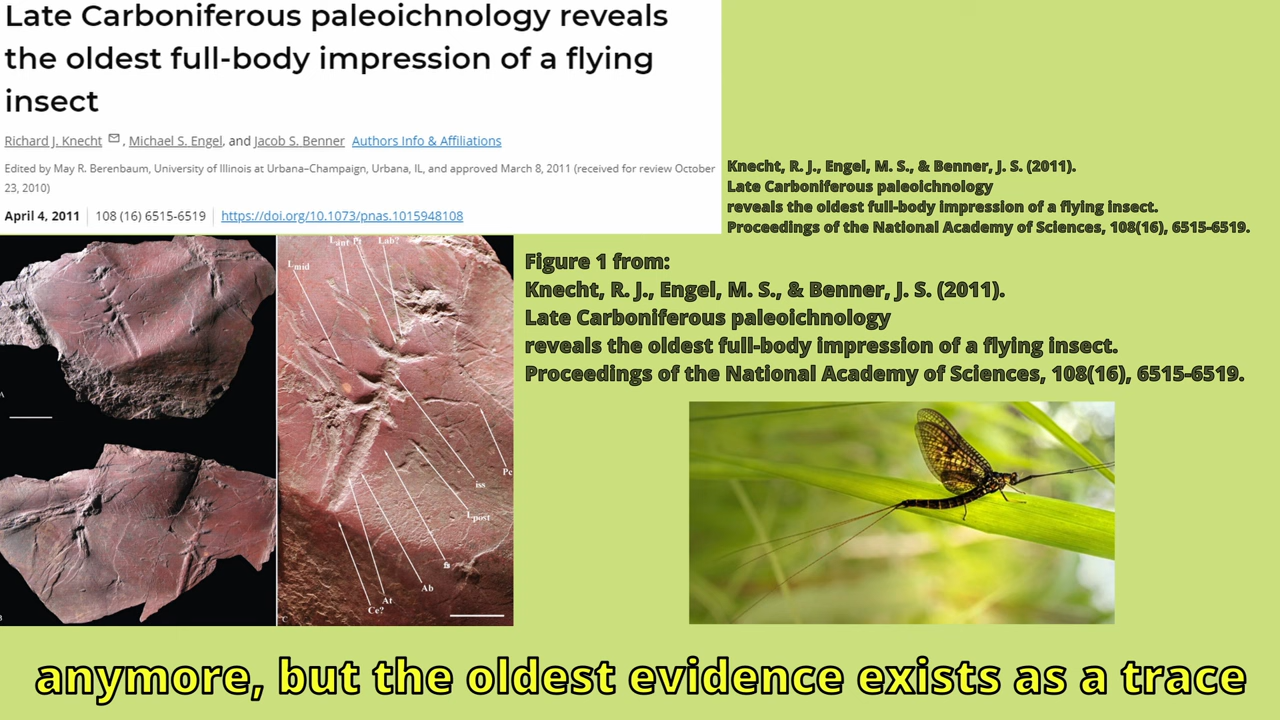 Late Carboniferous paleoichnology reveals
the oldest full-body impression of a flying
insect
Richard J. Knecht , Michael S. Engel, and Jacob S. Benner Authors Info & Affiliations
Edited by May R. Berenbaum, University of Illinois at Urbana–Champaign, Urbana, IL, and approved March 8, 2011 (received for review October
23, 2010)
April 4, 2011 108 (16) 6515-6519 https://doi.org/10.1073/pnas.1015948108
Knecht, R. J., Engel, M. S., & Benner, J. S. (2011).
Late Carboniferous paleoichnology
reveals the oldest full-body impression of a flying insect.
Proceedings of the National Academy of Sciences, 108(16), 6515-6519.
Figure 1 from:
Knecht, R. J., Engel, M. S., & Benner, J. S. (2011).
Late Carboniferous paleoichnology
reveals the oldest full-body impression of a flying insect.
Proceedings of the National Academy of Sciences, 108(16), 6515-6519.
Lant Pt Lab?
Lmid
A
Pc
iss
Lpost
fs
Ab
At
Ce?
B
C
anymore, but the oldest evidence exists as a trace